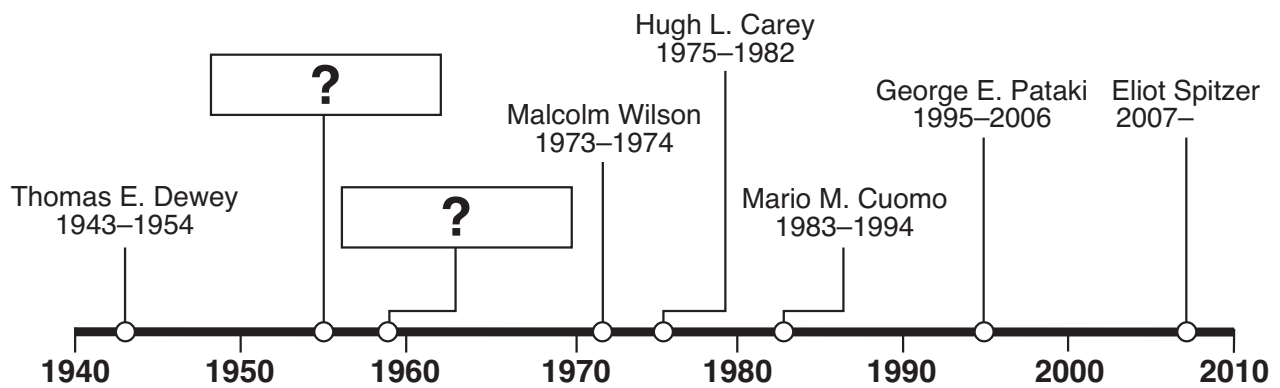 Hugh L. Carey
1975–1982
?
George E. Pataki
1995–2006
Eliot Spitzer
2007–
Malcolm Wilson
1973–1974
Thomas E. Dewey
1943–1954
?
Mario M. Cuomo
1983–1994
1940 1950 1960 1970 1980 1990 2000 2010